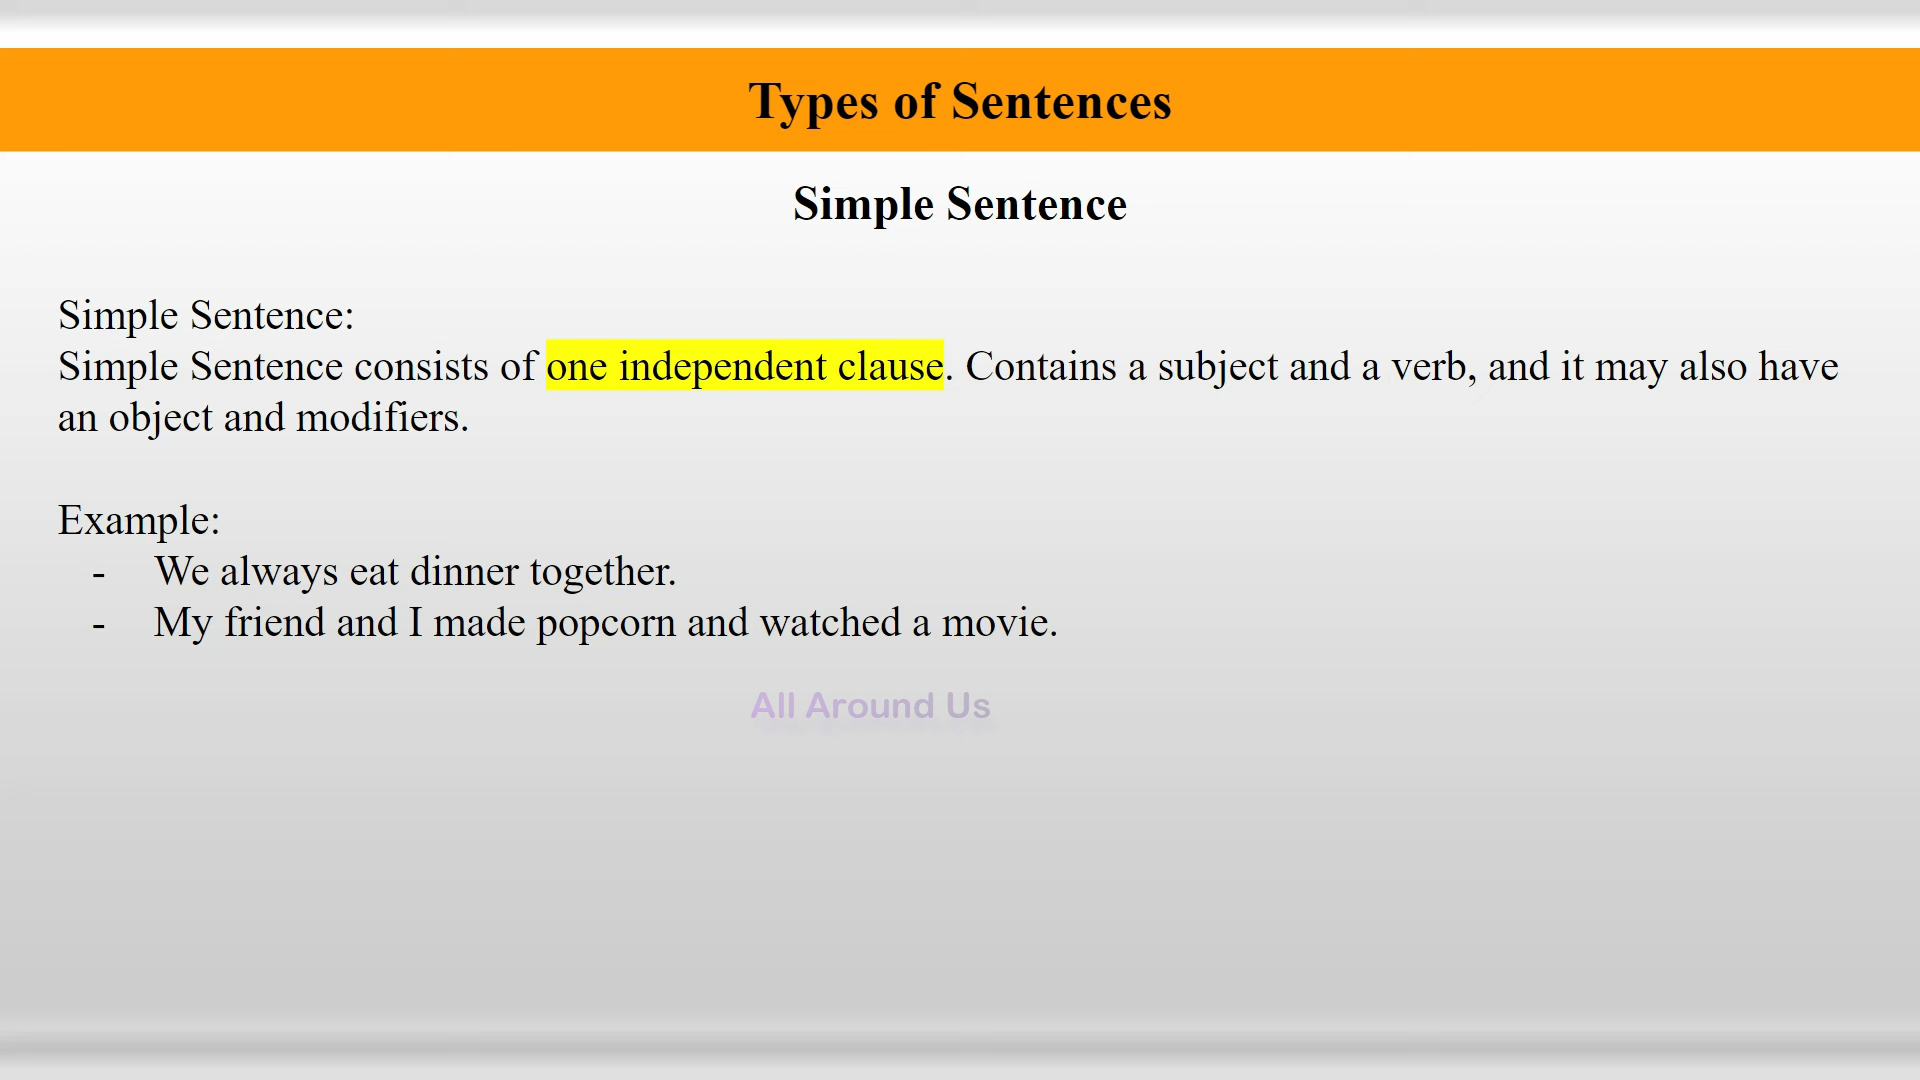 Types of Sentences
Simple Sentence
Simple Sentence:
Simple Sentence consists of one independent clause. Contains a subject and a verb, and it may also have
an object and modifiers.
Example:
- We always eat dinner together.
- My friend and I made popcorn and watched a movie.
All Around Us